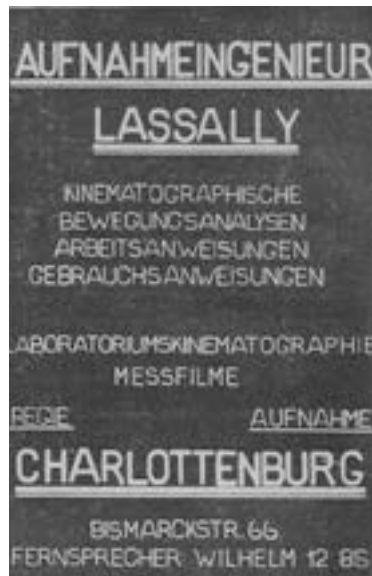 AUFNAHMEINGENIEUR
LASSALLY
KINEMATOGRAPHISCHE
BEWEGUNGSANALYSEN
ARBEITSANWEISUNGEN
GEBRAUCHSANWEISUNGEN
LABORATORIUMSKINEMATOGRAPHIE
MESSFILME
REGIE AUFNAHME
CHARLOTTENBURG
BISMARCKSTR. 66.
FERNSPRECHER: WILHELM 12 85